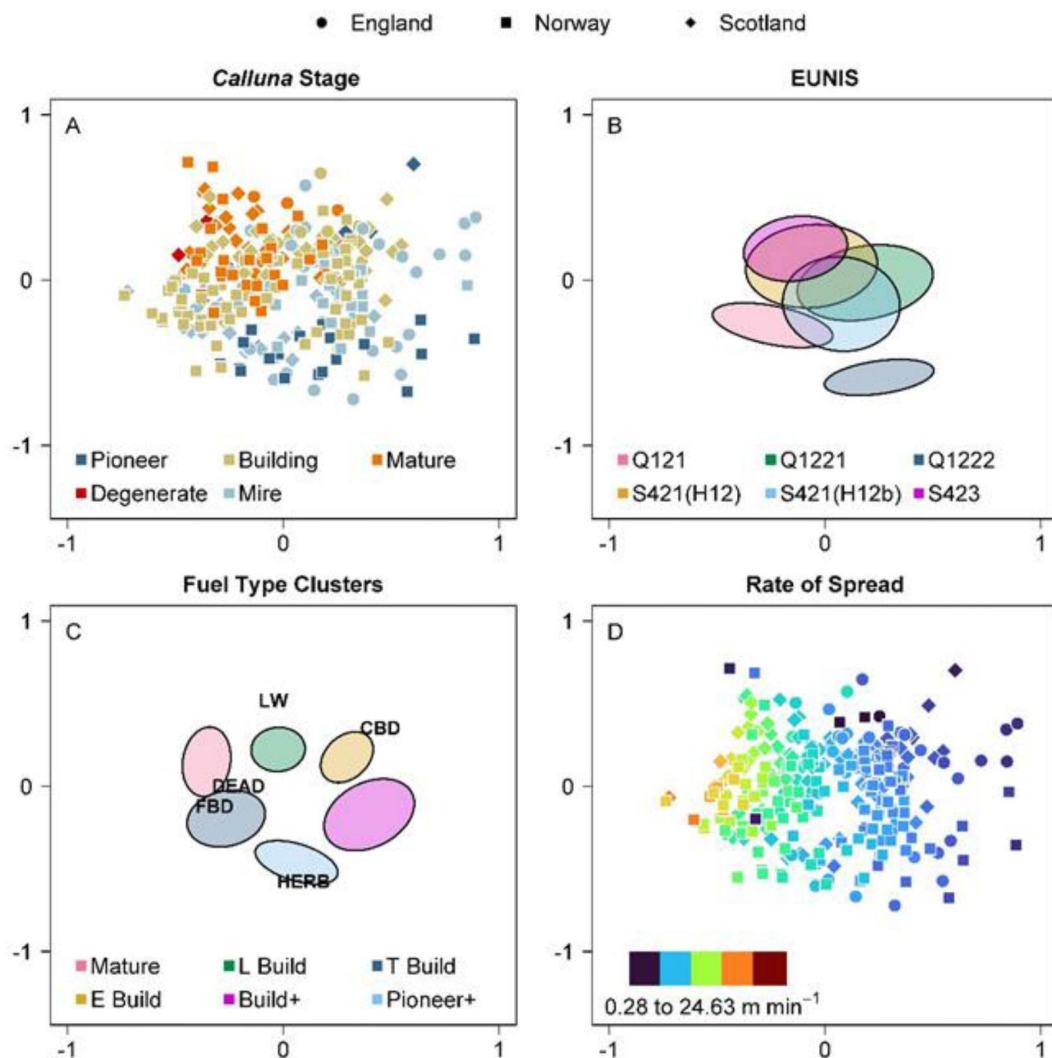 England Norway Scotland
Calluna Stage
EUNIS
A
B
1
0
-1
-1 0 1
Pioneer Building Mature
Degenerate Mire
1
0
-1
-1 0 1
Q121 Q1221 Q1222
S421(H12) S421(H12b) S423
Fuel Type Clusters
Rate of Spread
C
D
1
0
-1
LW
CBD
DEAD
FBD
HERB
Mature L Build T Build
E Build Build+ Pioneer+
-1 0 1
1
0
-1
0.28 to 24.63 m min⁻¹
-1 0 1